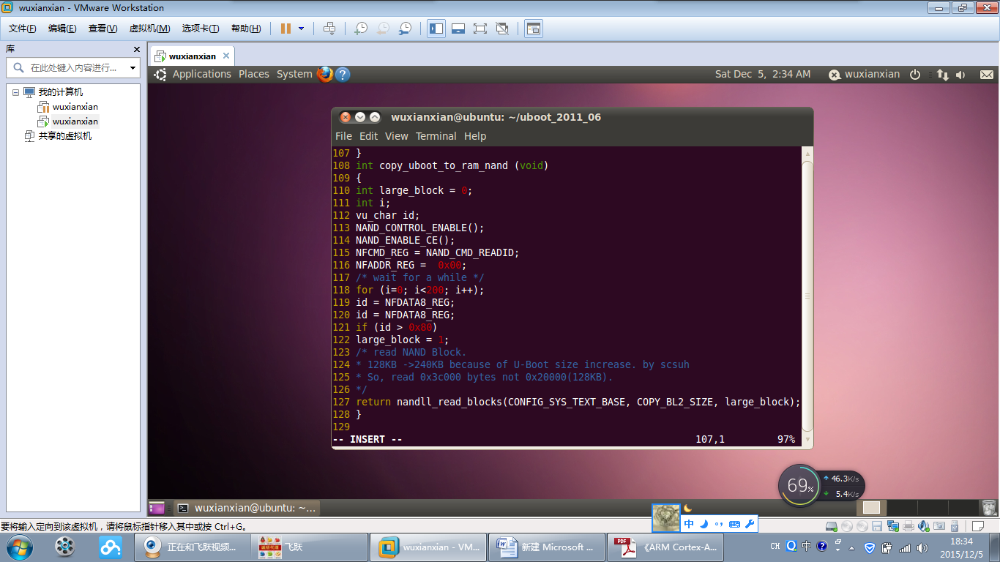 wuxianxian - VMware Workstation
文件(F) 编辑(E) 查看(V) 虚拟机(M) 选项卡(T) 帮助(H)
库
在此处键入内容进行...
我的计算机
wuxianxian
wuxianxian
共享的虚拟机
wuxianxian
Applications Places System
Sat Dec 5, 2:34 AM
wuxianxian
wuxianxian@ubuntu: ~/uboot_2011_06
File Edit View Terminal Help
107 }
108 int copy_uboot_to_ram_nand (void)
109 {
110 int large_block = 0;
111 int i;
112 vu_char id;
113 NAND_CONTROL_ENABLE();
114 NAND_ENABLE_CE();
115 NFCMD_REG = NAND_CMD_READID;
116 NFADDR_REG =  0x00;
117 /* wait for a while */
118 for (i=0; i<200; i++);
119 id = NFDATA8_REG;
120 id = NFDATA8_REG;
121 if (id > 0x80)
122 large_block = 1;
123 /* read NAND Block.
124 * 128KB ->240KB because of U-Boot size increase. by scsuh
125 * So, read 0x3c000 bytes not 0x20000(128KB).
126 */
127 return nandll_read_blocks(CONFIG_SYS_TEXT_BASE, COPY_BL2_SIZE, large_block);
128 }
129
-- INSERT -- 107,1 97%
69%
46.3K/s
5.4K/s
wuxianxian@ubuntu: ~...
要将输入定向到该虚拟机，请将鼠标指针移入其中或按 Ctrl+G。
中
正在和飞跃视频...
飞跃
wuxianxian - VM...
新建 Microsoft ...
PDF
《ARM Cortex-A...
CH
中
18:34
2015/12/5